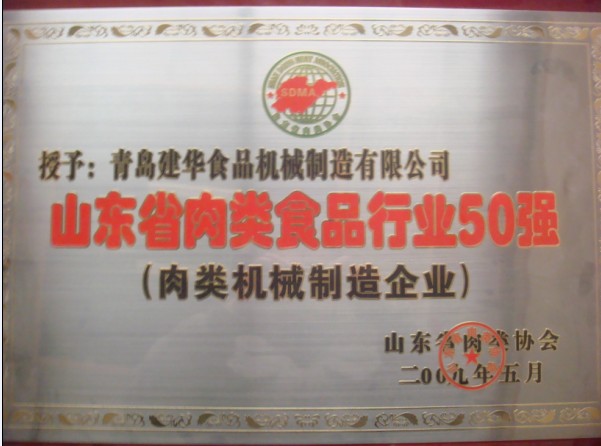 SDMA
授予：青岛建华食品机械制造有限公司
山东省肉类食品行业50强
（肉类机械制造企业）
山东省肉类协会
二00九年五月